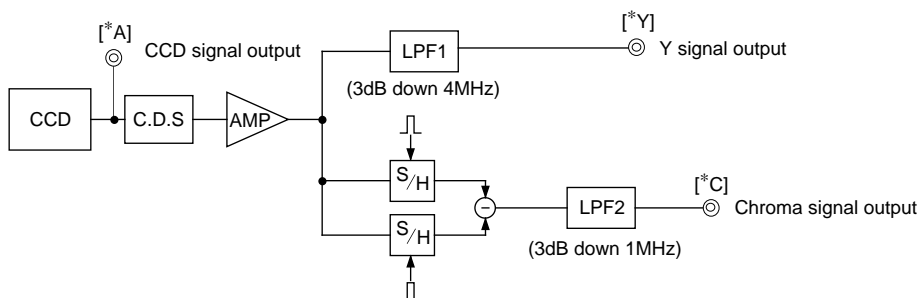 [*A]
CCD signal output
[*Y]
LPF1
Y signal output
(3dB down 4MHz)
CCD
C.D.S
AMP
S/H
[*C]
−
LPF2
Chroma signal output
S/H
(3dB down 1MHz)